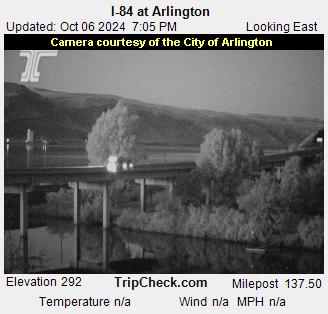 I-84 at Arlington
Updated: Oct 06 2024 7:05 PM Looking East
Camera courtesy of the City of Arlington
Elevation 292 TripCheck.com Milepost 137.50
Temperature n/a Wind n/a MPH n/a